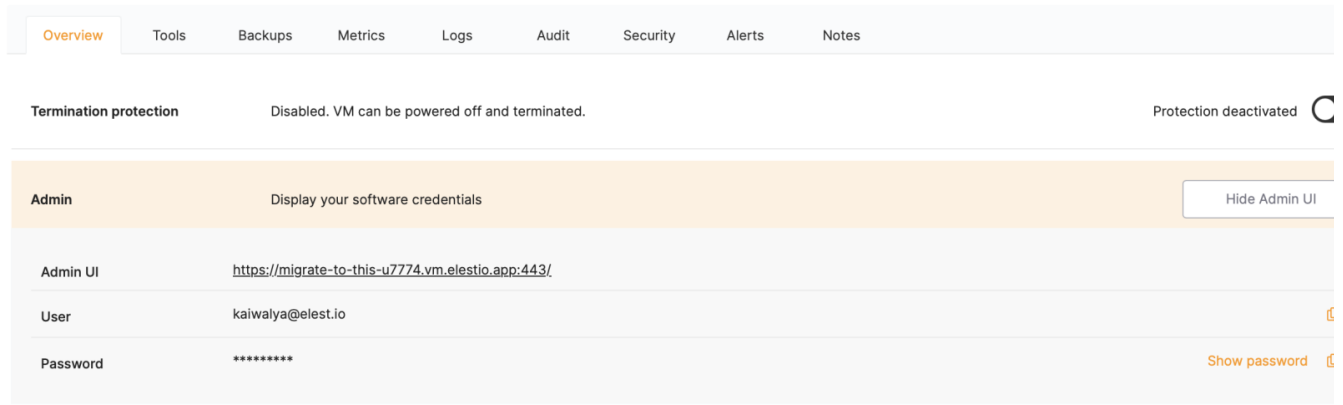 Overview Tools Backups Metrics Logs Audit Security Alerts Notes
Termination protection Disabled. VM can be powered off and terminated. Protection deactivated
Admin Display your software credentials Hide Admin UI
Admin UI https://migrate-to-this-u7774.vm.elestio.app:443/
User kaiwalya@elest.io
Password ********* Show password